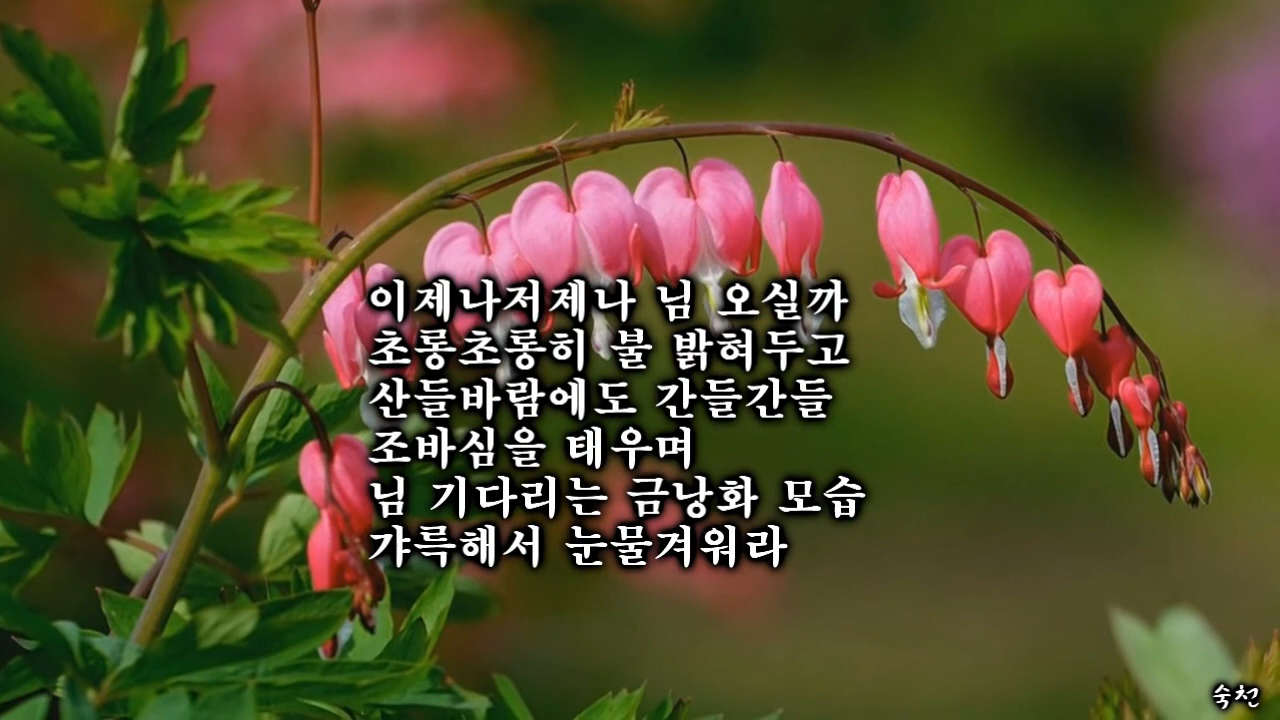 이제나저제나 님 오실까
초롱초롱히 불 밝혀두고
산들바람에도 간들간들
조바심을 태우며
님 기다리는 금낭화 모습
갸륵해서 눈물겨워라
숙천